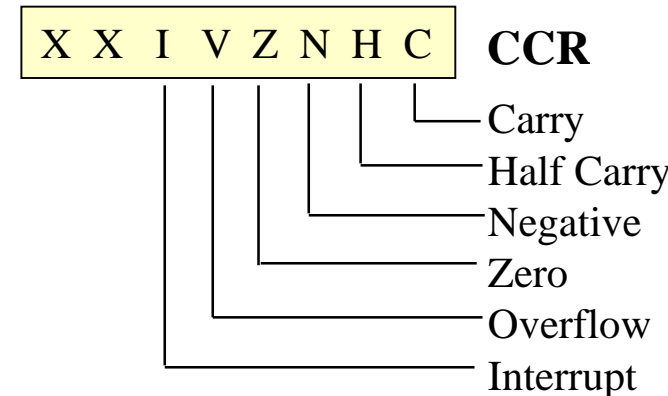 X X I V Z N H C CCR
Carry
Half Carry
Negative
Zero
Overflow
Interrupt